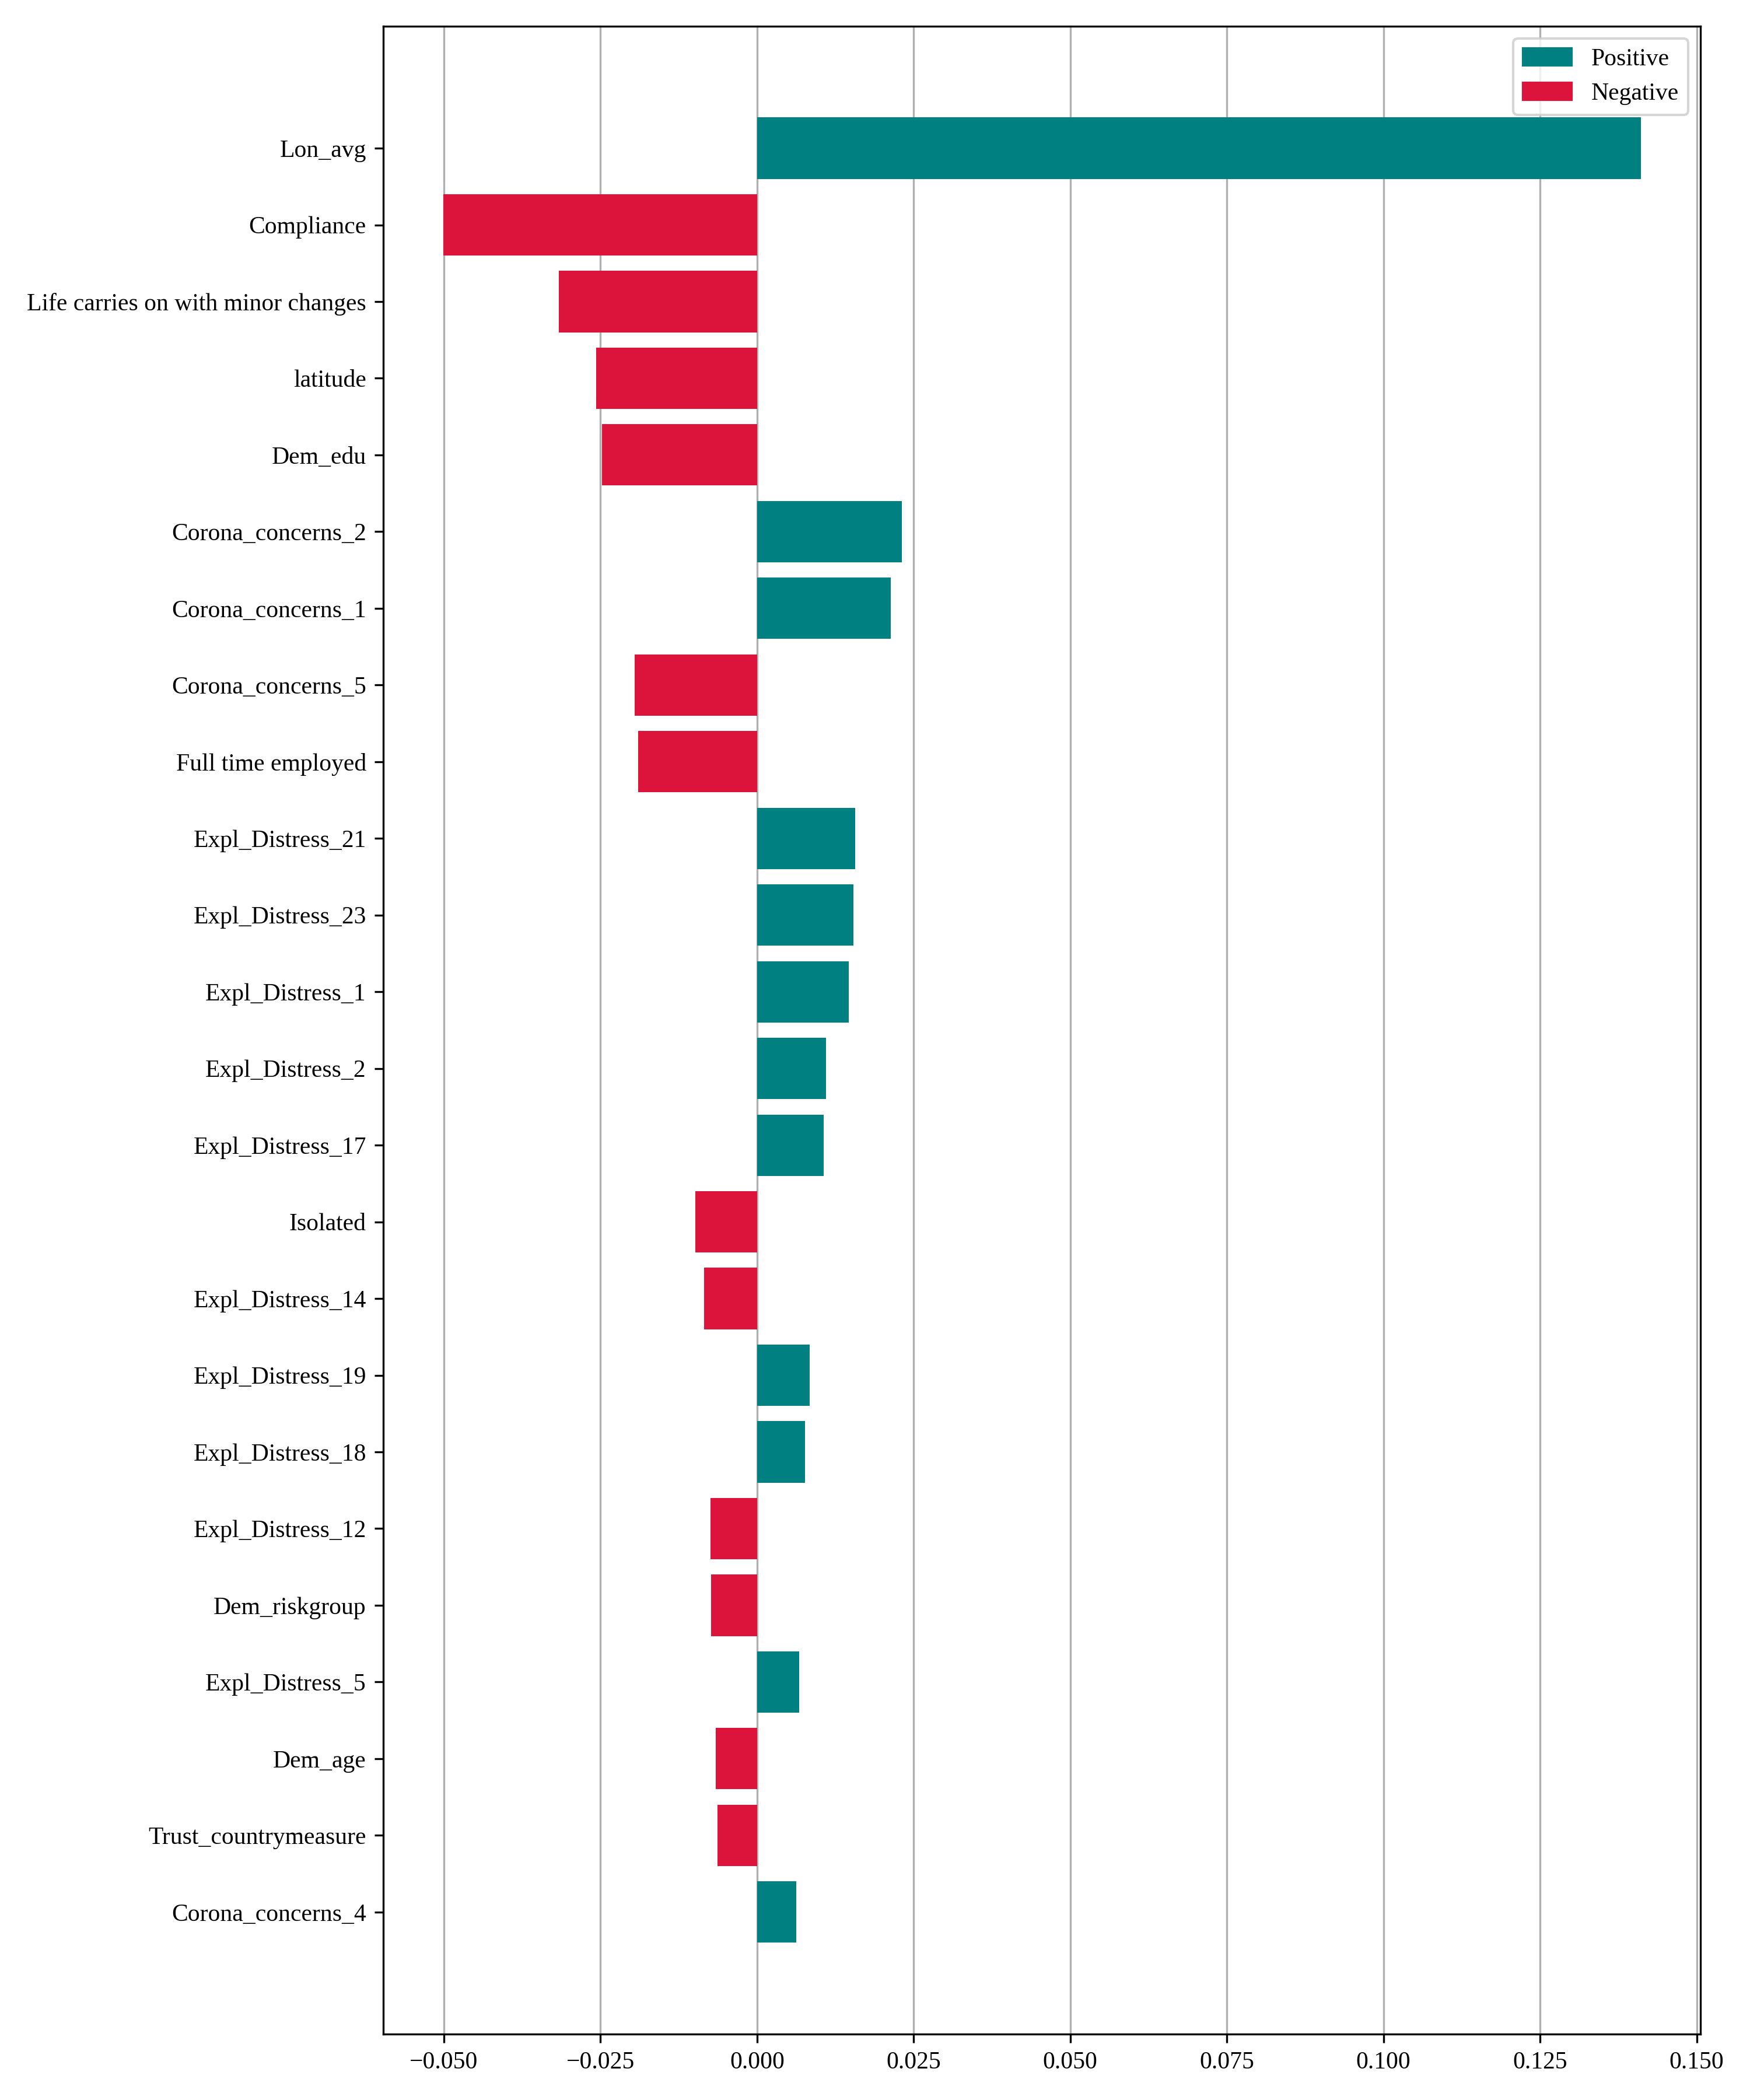 Positive
Negative
Lon_avg
Compliance
Life carries on with minor changes
latitude
Dem_edu
Corona_concerns_2
Corona_concerns_1
Corona_concerns_5
Full time employed
Expl_Distress_21
Expl_Distress_23
Expl_Distress_1
Expl_Distress_2
Expl_Distress_17
Isolated
Expl_Distress_14
Expl_Distress_19
Expl_Distress_18
Expl_Distress_12
Dem_riskgroup
Expl_Distress_5
Dem_age
Trust_countrymeasure
Corona_concerns_4
−0.050 −0.025 0.000 0.025 0.050 0.075 0.100 0.125 0.150